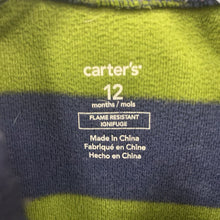 carter's®
12
months / mois
FLAME RESISTANT
IGNIFUGE
Made in China
Fabriqué en Chine
Hecho en China